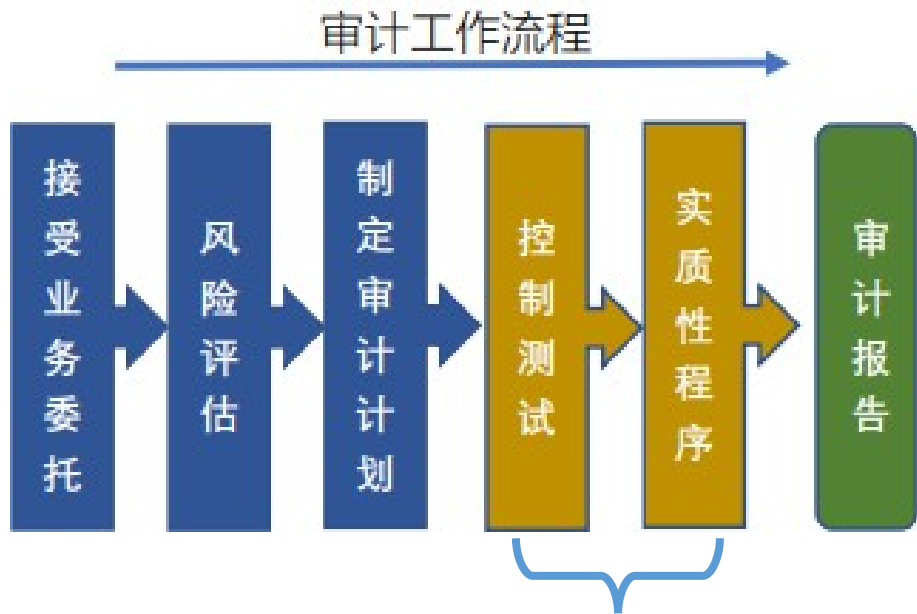 审计工作流程
接受业务委托
风险评估
制定审计计划
控制测试
实质性程序
审计报告